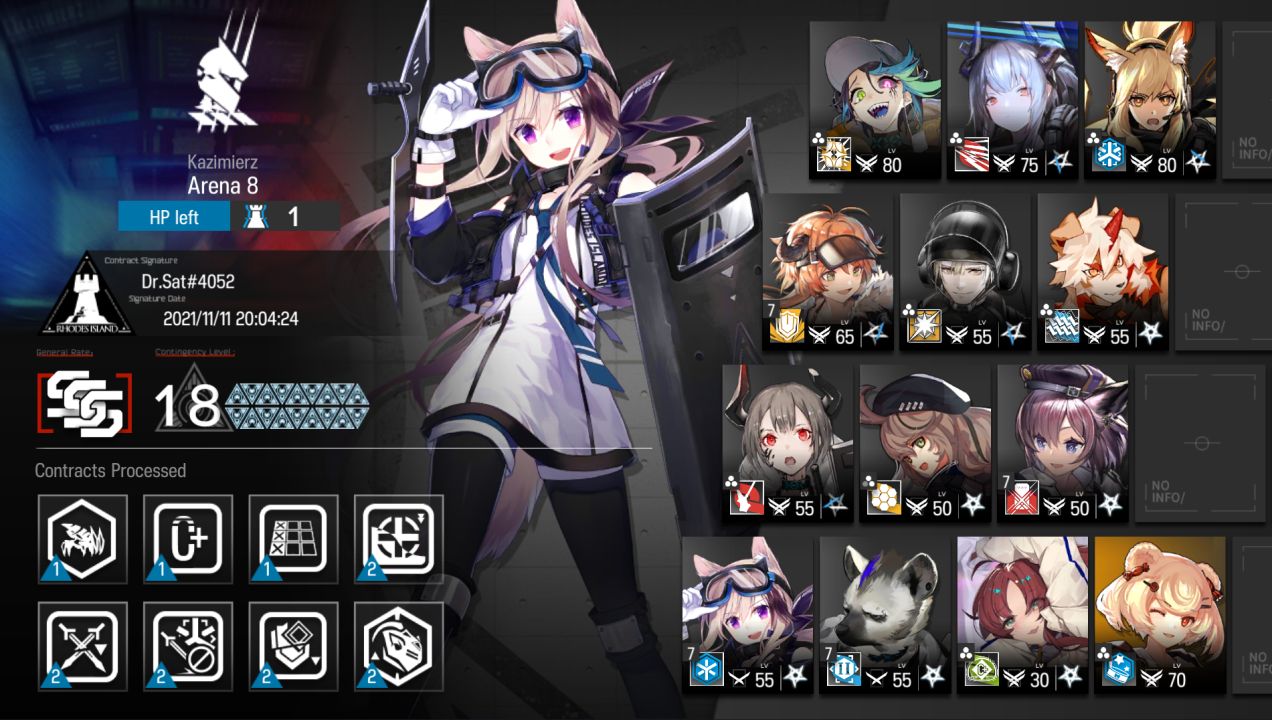 Kazimierz
Arena 8
HP left 1
Contract Signature
Dr.Sat#4052
Signature Date
2021/11/11 20:04:24
RHODES ISLAND
General Rate:
Contingency Level :
18
Contracts Processed
1 1 1 2
2 2 2 2
LV 80
LV 75
LV 80
NO INFO/
7 LV 65
LV 55
LV 55
NO INFO/
LV 55
LV 50
7 LV 50
NO INFO/
7 LV 55
7 LV 55
LV 30
LV 70
NO INFO/